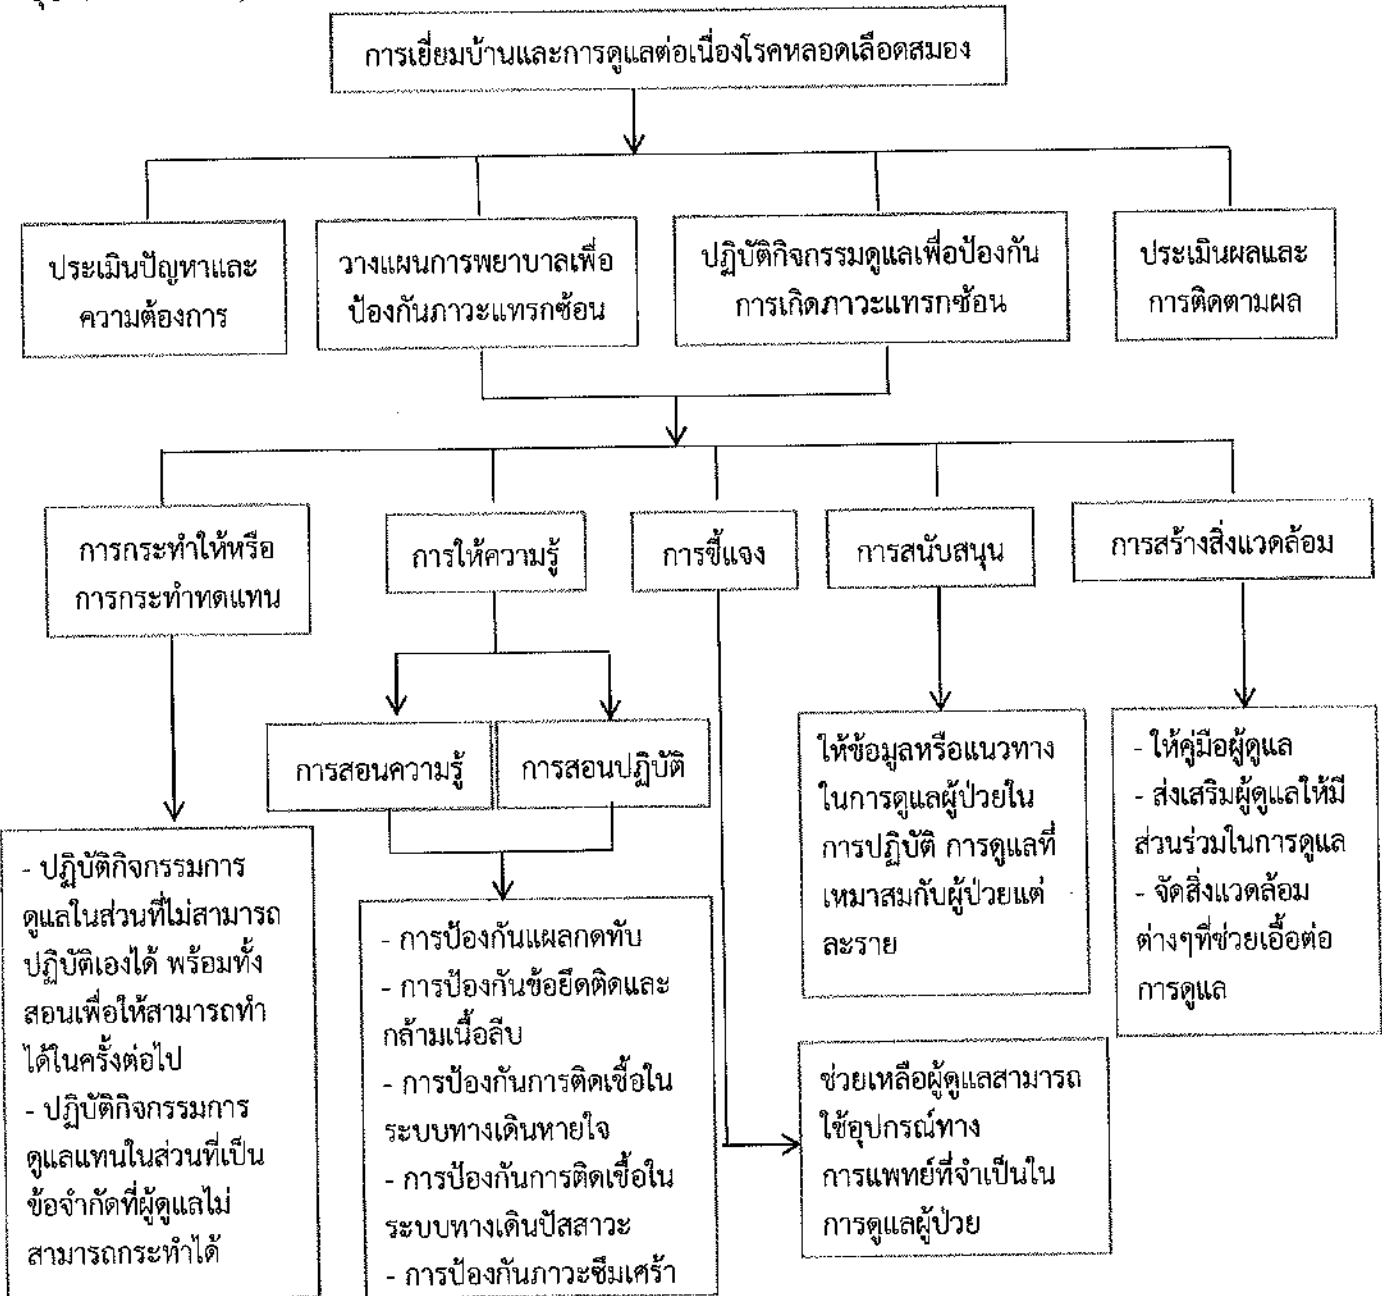 การเยี่ยมบ้านและการดูแลต่อเนื่องโรคหลอดเลือดสมอง
ประเมินปัญหาและ
ความต้องการ
วางแผนการพยาบาลเพื่อ
ป้องกันภาวะแทรกซ้อน
ปฏิบัติกิจกรรมดูแลเพื่อป้องกัน
การเกิดภาวะแทรกซ้อน
ประเมินผลและ
การติดตามผล
การกระทำให้หรือ
การกระทำทดแทน
การให้ความรู้
การชี้แจง
การสนับสนุน
การสร้างสิ่งแวดล้อม
การสอนความรู้
การสอนปฏิบัติ
- ปฏิบัติกิจกรรมการ
ดูแลในส่วนที่ไม่สามารถ
ปฏิบัติเองได้ พร้อมทั้ง
สอนเพื่อให้สามารถทำ
ได้ในครั้งต่อไป
- ปฏิบัติกิจกรรมการ
ดูแลแทนในส่วนที่เป็น
ข้อจำกัดที่ผู้ดูแลไม่
สามารถกระทำได้
- การป้องกันแผลกดทับ
- การป้องกันข้อยึดติดและ
กล้ามเนื้อลีบ
- การป้องกันการติดเชื้อใน
ระบบทางเดินหายใจ
- การป้องกันการติดเชื้อใน
ระบบทางเดินปัสสาวะ
- การป้องกันภาวะซึมเศร้า
ให้ข้อมูลหรือแนวทาง
ในการดูแลผู้ป่วยใน
การปฏิบัติ การดูแลที่
เหมาสมกับผู้ป่วยแต่
ละราย
- ให้คู่มือผู้ดูแล
- ส่งเสริมผู้ดูแลให้มี
ส่วนร่วมในการดูแล
- จัดสิ่งแวดล้อม
ต่างๆที่ช่วยเอื้อต่อ
การดูแล
ช่วยเหลือผู้ดูแลสามารถ
ใช้อุปกรณ์ทาง
การแพทย์ที่จำเป็นใน
การดูแลผู้ป่วย